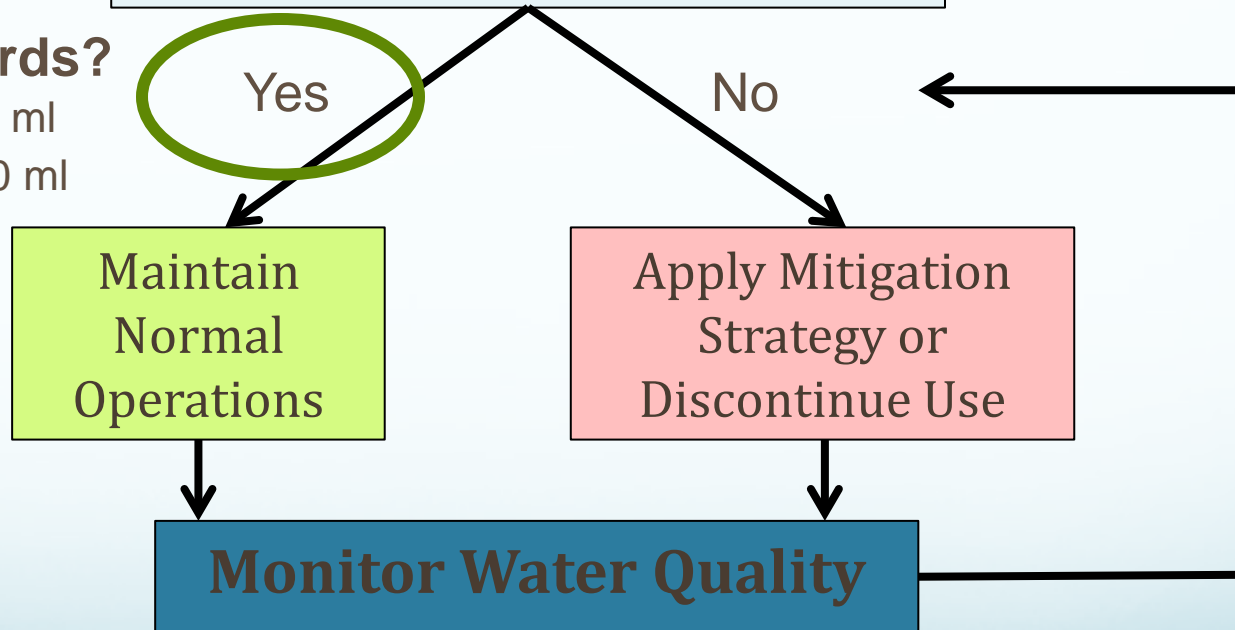 rds?
ml
0 ml
Yes
No
Maintain
Normal
Operations
Apply Mitigation
Strategy or
Discontinue Use
Monitor Water Quality